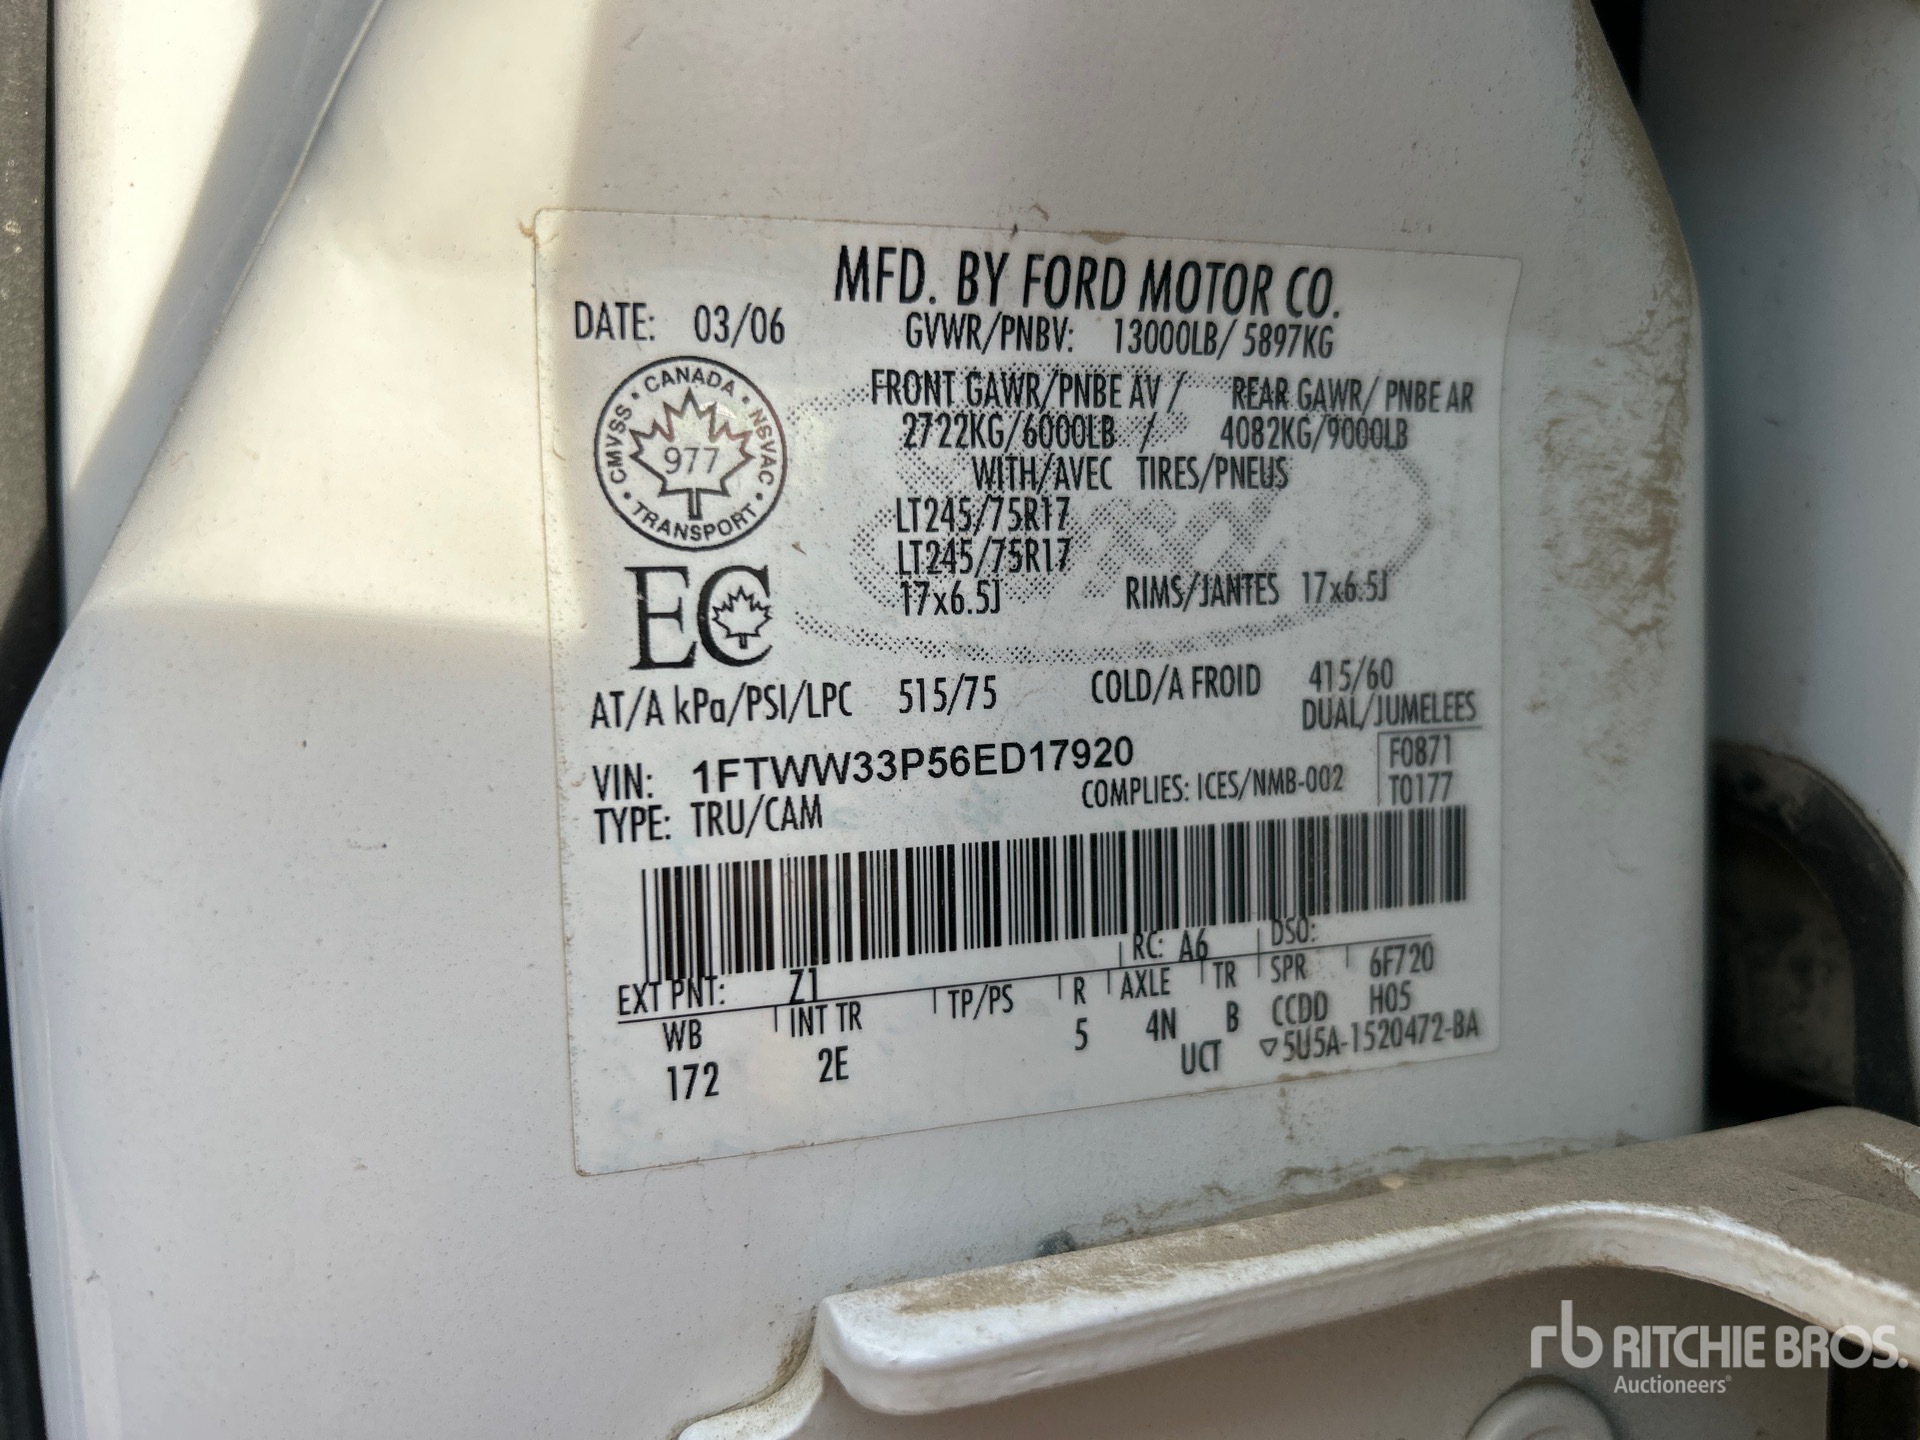 MFD. BY FORD MOTOR CO.
DATE: 03/06 GVWR/PNBV: 13000LB/ 5897KG
FRONT GAWR/PNBE AV / REAR GAWR/ PNBE AR
2722KG/6000LB / 4082KG/9000LB
WITH/AVEC TIRES/PNEUS
LT245/75R17
LT245/75R17
17x6.5J RIMS/JANTES 17x6.5J
CANADA · NSVAC · TRANSPORT · CMVSS ·
977
EC
AT/A kPa/PSI/LPC 515/75 COLD/A FROID 415/60
DUAL/JUMELEES
VIN: 1FTWW33P56ED17920 F0871
TYPE: TRU/CAM COMPLIES: ICES/NMB-002 T0177
EXT PNT: Z1 RC: A6 DSO:
WB INT TR TP/PS R AXLE TR SPR 6F720
172 2E 5 4N B CCDD H05
UCT ▽5U5A-1520472-BA
rb RITCHIE BROS.
Auctioneers